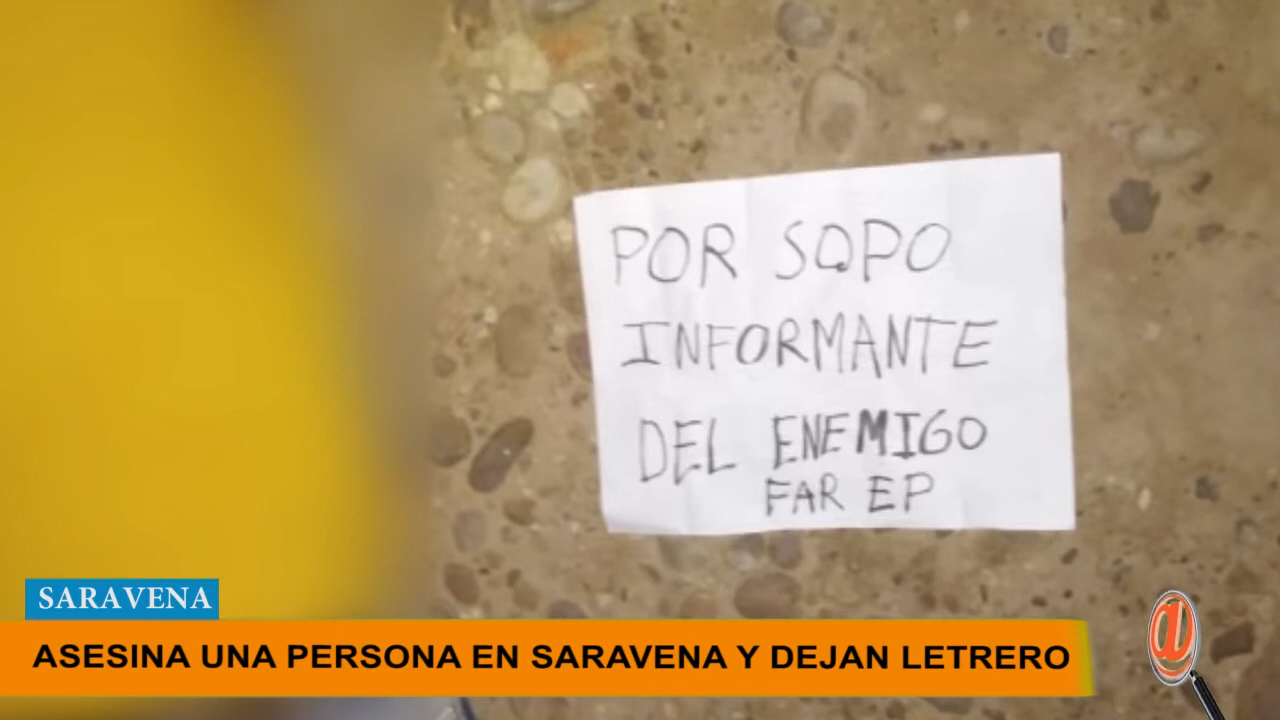 POR SOPO
INFORMANTE
DEL ENEMIGO
FAR EP
SARAVENA
ASESINA UNA PERSONA EN SARAVENA Y DEJAN LETRERO
@